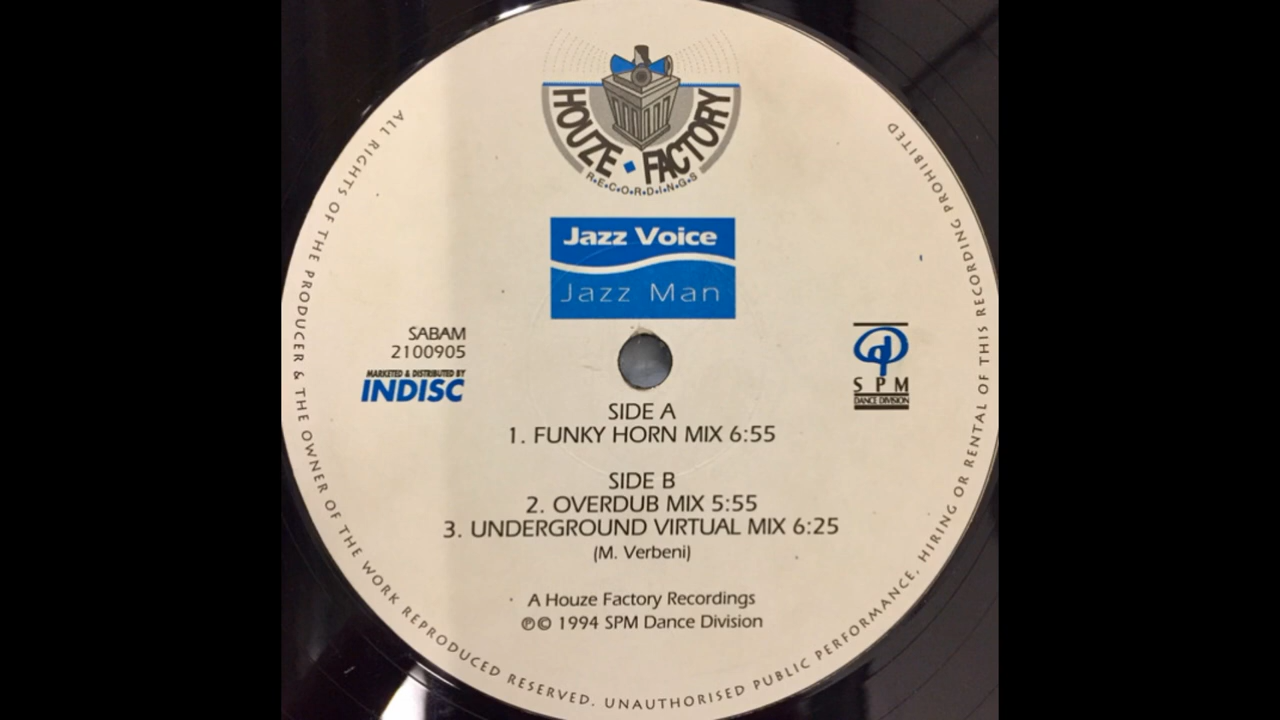 HOUZE • FACTORY
R•E•C•O•R•D•I•N•G•S
Jazz Voice
Jazz Man
SABAM
2100905
MARKETED & DISTRIBUTED BY
INDISC
SPM
DANCE DIVISION
SIDE A
1. FUNKY HORN MIX 6:55
SIDE B
2. OVERDUB MIX 5:55
3. UNDERGROUND VIRTUAL MIX 6:25
(M. Verbeni)
A Houze Factory Recordings
℗© 1994 SPM Dance Division
ALL RIGHTS OF THE PRODUCER & THE OWNER OF THE WORK REPRODUCED RESERVED. UNAUTHORISED PUBLIC PERFORMANCE, HIRING OR RENTAL OF THIS RECORDING PROHIBITED